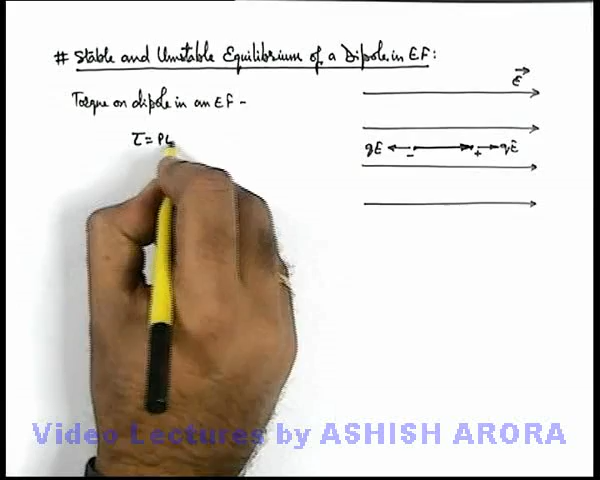 # Stable and Unstable Equilibrium of a Dipole in E.F:
Torque on dipole in an EF -
τ = PE
E
qE - + qE
Video Lectures by ASHISH ARORA